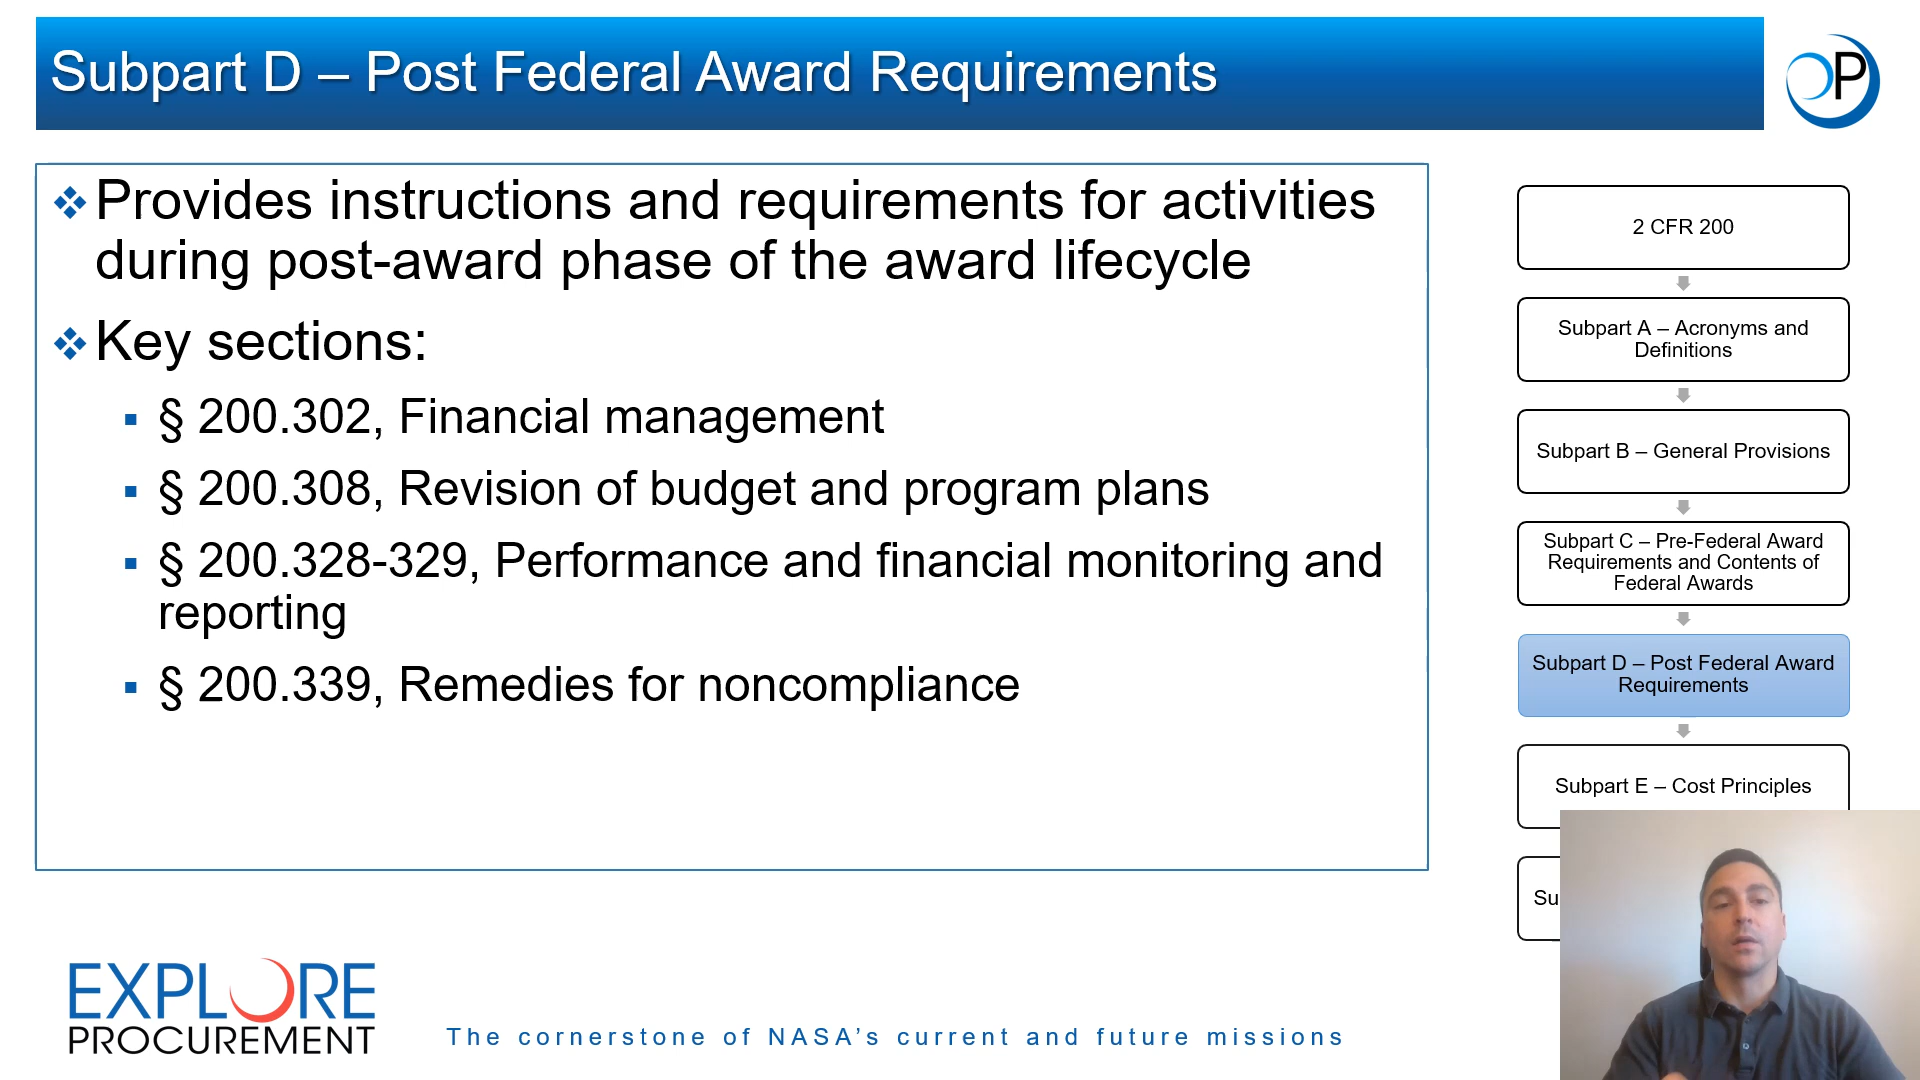 Subpart D – Post Federal Award Requirements
OP
Provides instructions and requirements for activities
during post-award phase of the award lifecycle
Key sections:
§ 200.302, Financial management
§ 200.308, Revision of budget and program plans
§ 200.328-329, Performance and financial monitoring and
reporting
§ 200.339, Remedies for noncompliance
2 CFR 200
Subpart A – Acronyms and
Definitions
Subpart B – General Provisions
Subpart C – Pre-Federal Award
Requirements and Contents of
Federal Awards
Subpart D – Post Federal Award
Requirements
Subpart E – Cost Principles
Su
EXPLORE
PROCUREMENT
The cornerstone of NASA’s current and future missions